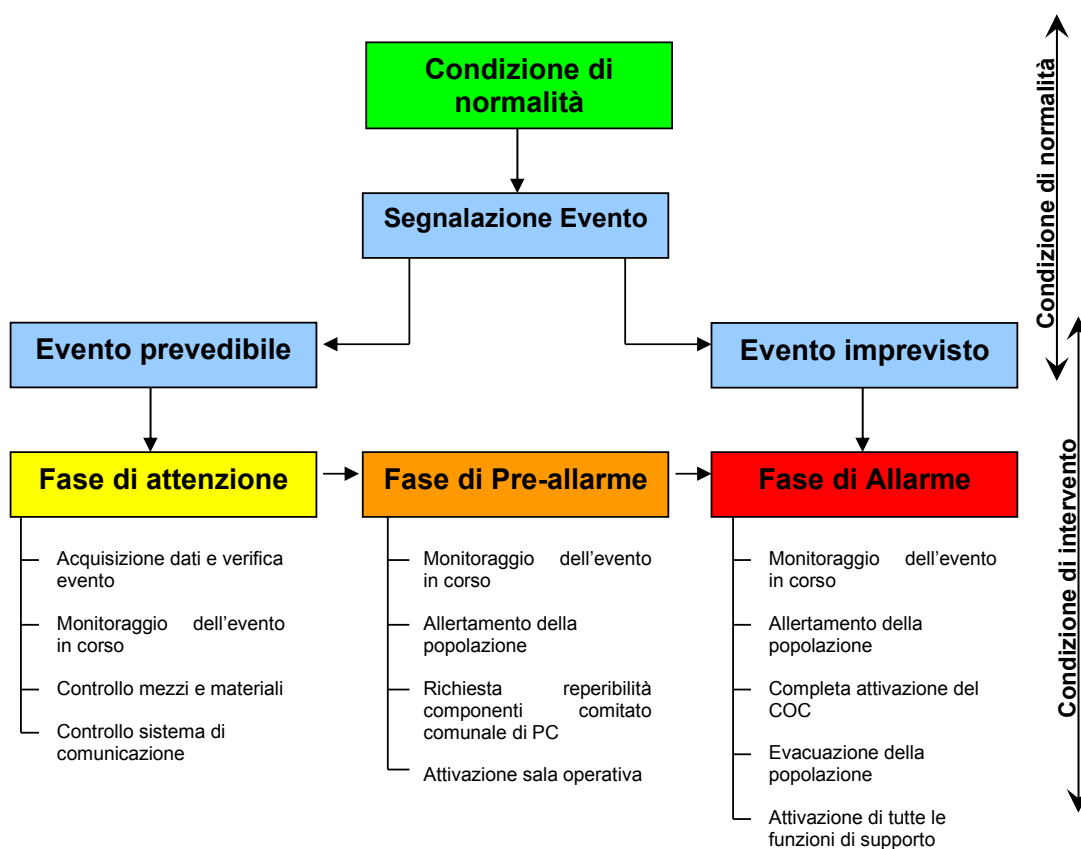 Condizione di
normalità
Segnalazione Evento
Evento prevedibile
Evento imprevisto
Fase di attenzione
Fase di Pre-allarme
Fase di Allarme
Acquisizione dati e verifica
evento
Monitoraggio dell’evento
in corso
Controllo mezzi e materiali
Controllo sistema di
comunicazione
Monitoraggio dell’evento
in corso
Allertamento della
popolazione
Richiesta reperibilità
componenti comitato
comunale di PC
Attivazione sala operativa
Monitoraggio dell’evento
in corso
Allertamento della
popolazione
Completa attivazione del
COC
Evacuazione della
popolazione
Attivazione di tutte le
funzioni di supporto
Condizione di normalità
Condizione di intervento